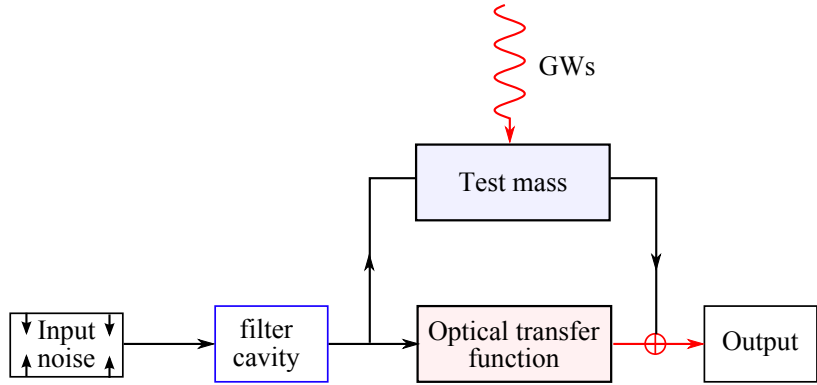 GWs
Test mass
Input
noise
filter
cavity
Optical transfer
function
Output